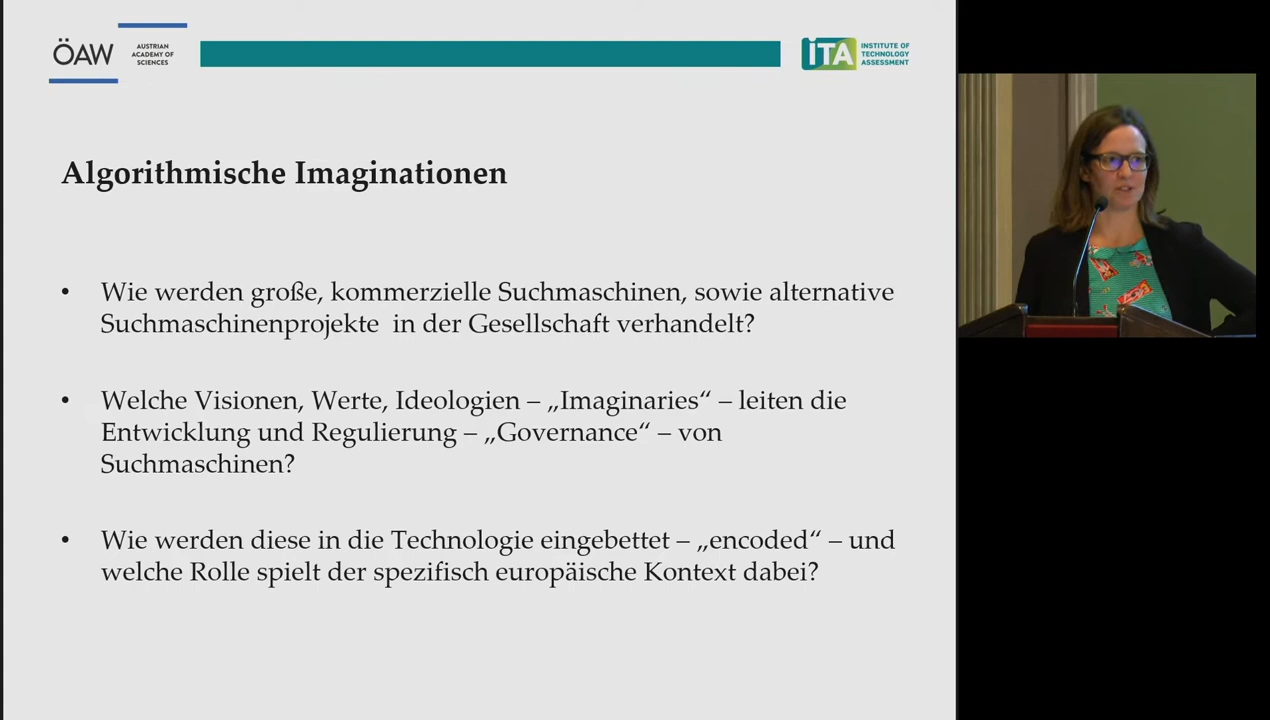 ÖAW
AUSTRIAN
ACADEMY OF
SCIENCES
ITA
INSTITUTE OF
TECHNOLOGY
ASSESSMENT
Algorithmische Imaginationen
• Wie werden große, kommerzielle Suchmaschinen, sowie alternative
Suchmaschinenprojekte in der Gesellschaft verhandelt?
• Welche Visionen, Werte, Ideologien – „Imaginaries“ – leiten die
Entwicklung und Regulierung – „Governance“ – von
Suchmaschinen?
• Wie werden diese in die Technologie eingebettet – „encoded“ – und
welche Rolle spielt der spezifisch europäische Kontext dabei?